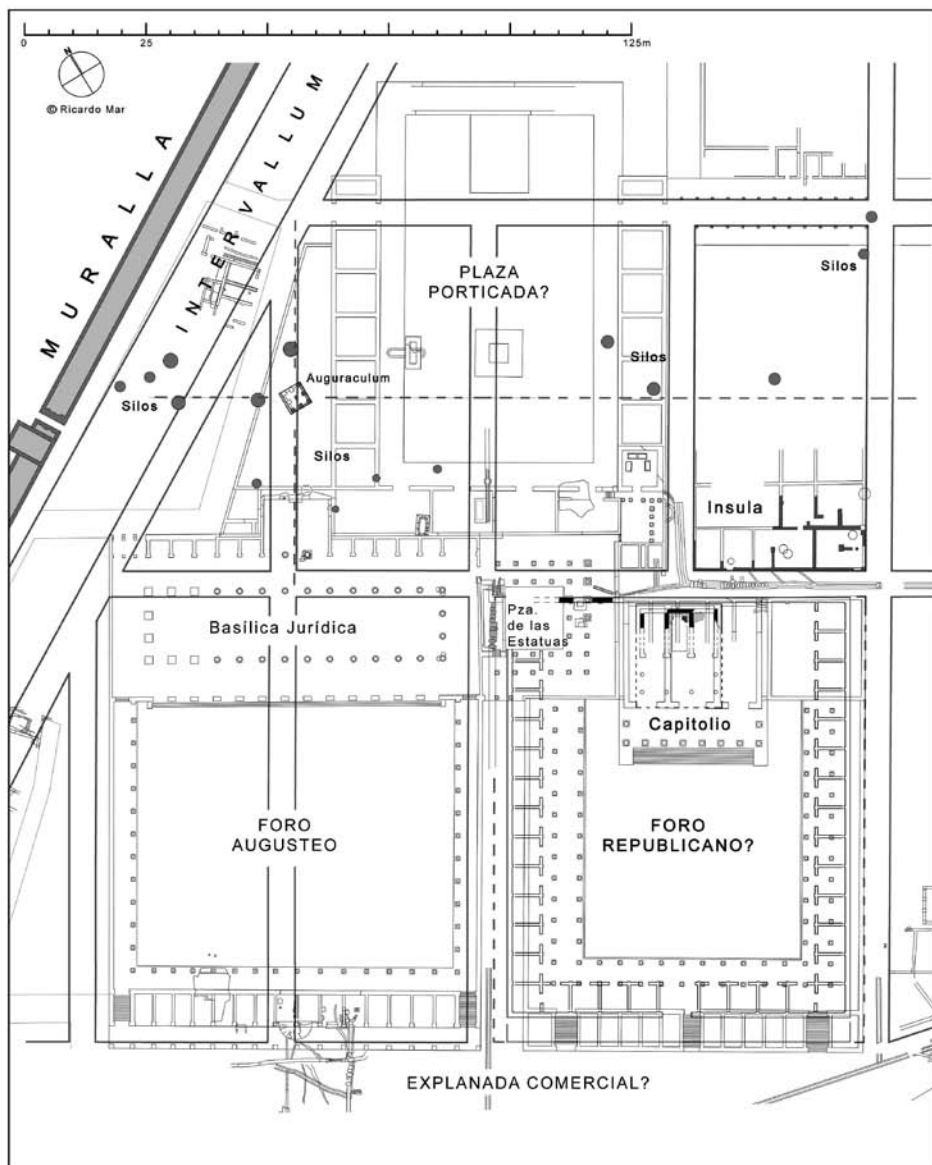 0 25 125m
N
© Ricardo Mar
MURALLA
INTERVALLUM
PLAZA
PORTICADA?
Silos
Silos
Auguraculum
Silos
Silos
Insula
Pza.
de las
Estatuas
Basílica Jurídica
Capitolio
FORO
AUGUSTEO
FORO
REPUBLICANO?
EXPLANADA COMERCIAL?